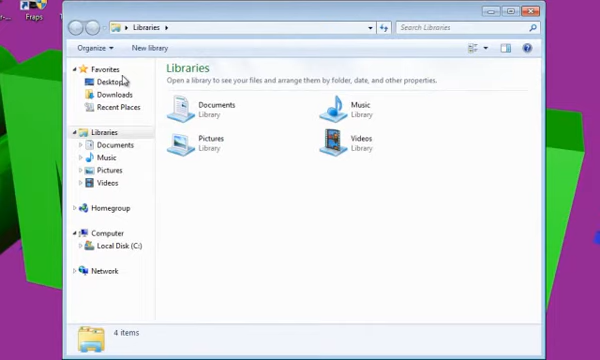 Fraps
Libraries
Search Libraries
Organize
New library
Favorites
Desktop
Downloads
Recent Places
Libraries
Documents
Music
Pictures
Videos
Homegroup
Computer
Local Disk (C:)
Network
Libraries
Open a library to see your files and arrange them by folder, date, and other properties.
Documents
Library
Music
Library
Pictures
Library
Videos
Library
4 items